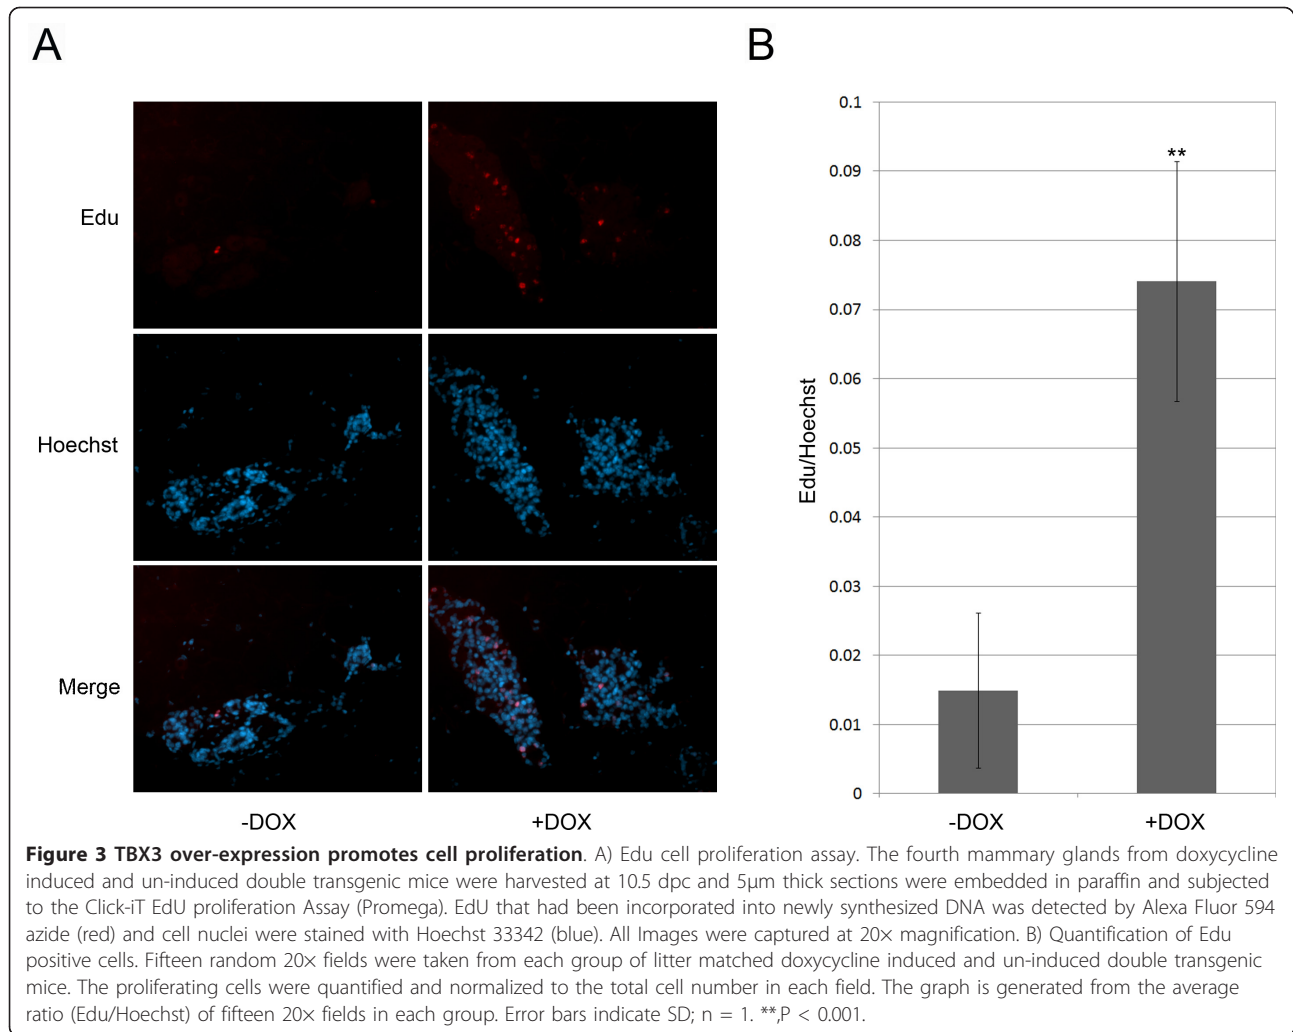 A
B
Edu
Hoechst
Merge
-DOX
+DOX
0.1
0.09
0.08
0.07
0.06
0.05
0.04
0.03
0.02
0.01
0
Edu/Hoechst
**
-DOX
+DOX
Figure 3 TBX3 over-expression promotes cell proliferation. A) Edu cell proliferation assay. The fourth mammary glands from doxycycline
induced and un-induced double transgenic mice were harvested at 10.5 dpc and 5μm thick sections were embedded in paraffin and subjected
to the Click-iT EdU proliferation Assay (Promega). EdU that had been incorporated into newly synthesized DNA was detected by Alexa Fluor 594
azide (red) and cell nuclei were stained with Hoechst 33342 (blue). All Images were captured at 20× magnification. B) Quantification of Edu
positive cells. Fifteen random 20× fields were taken from each group of litter matched doxycycline induced and un-induced double transgenic
mice. The proliferating cells were quantified and normalized to the total cell number in each field. The graph is generated from the average
ratio (Edu/Hoechst) of fifteen 20× fields in each group. Error bars indicate SD; n = 1. **,P < 0.001.